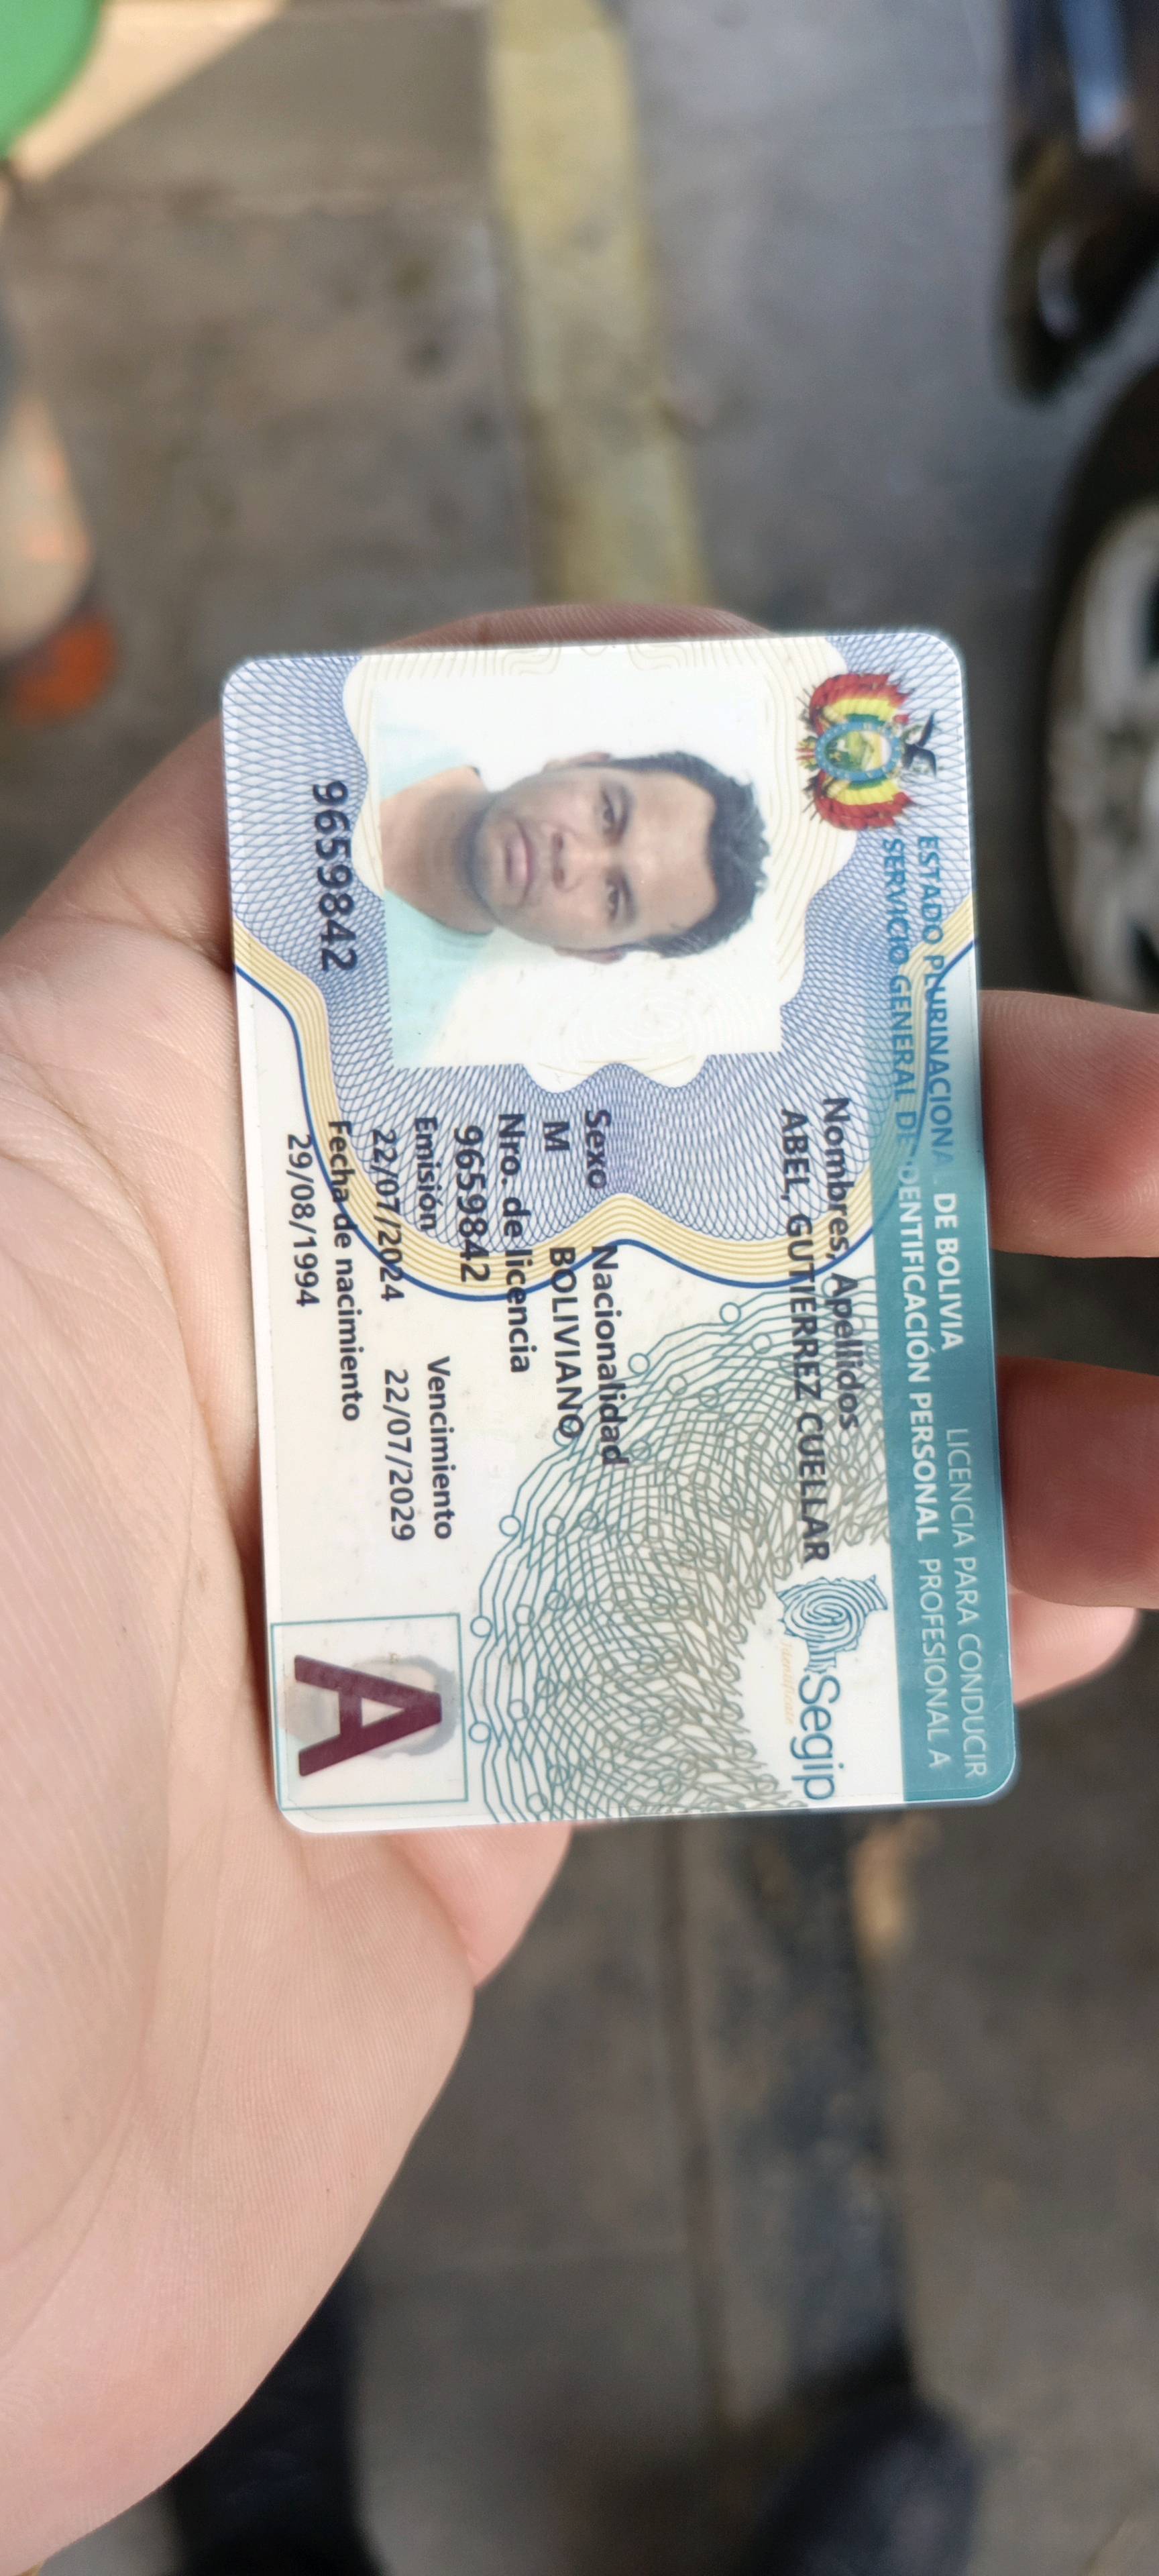 ESTADO PLURINACIONAL DE BOLIVIA LICENCIA PARA CONDUCIR
SERVICIO GENERAL DE IDENTIFICACIÓN PERSONAL PROFESIONAL A
Nombres, Apellidos
ABEL, GUTIERREZ CUELLAR
Segip
Identifícate
Sexo Nacionalidad
M BOLIVIANO
Nro. de licencia
9659842
Emisión Vencimiento
22/07/2024 22/07/2029
Fecha de nacimiento
29/08/1994
9659842
A